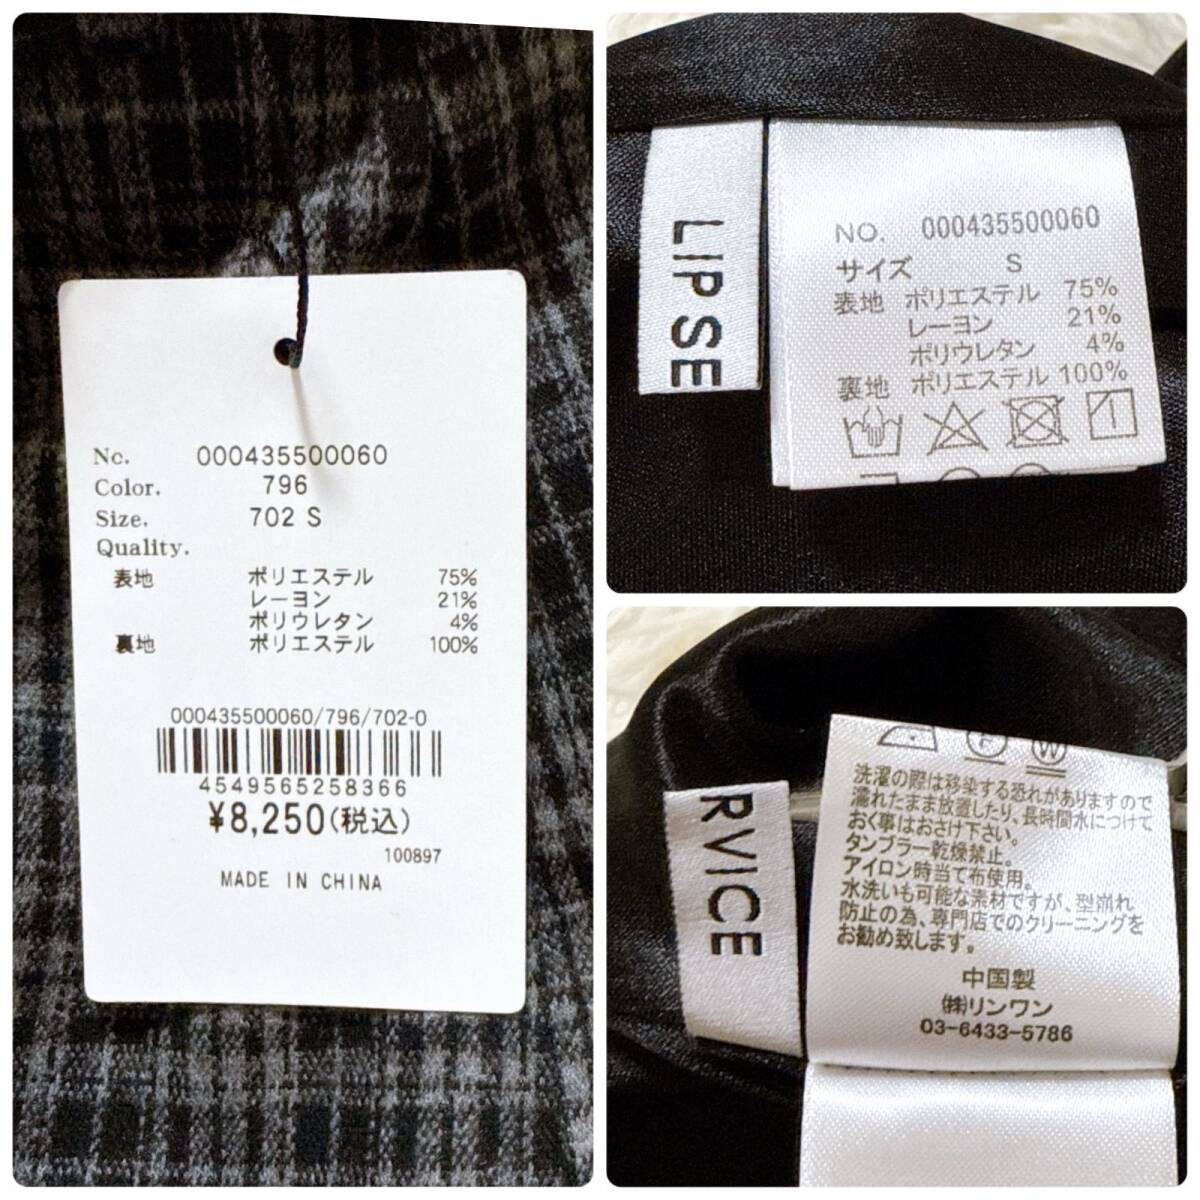 No. 000435500060
Color. 796
Size. 702 S
Quality.
表地 ポリエステル 75%
レーヨン 21%
ポリウレタン 4%
裏地 ポリエステル 100%
000435500060/796/702-0
4549565258366
¥8,250(税込)
100897
MADE IN CHINA
LIPSE
NO. 000435500060
サイズ S
表地 ポリエステル 75%
レーヨン 21%
ポリウレタン 4%
裏地 ポリエステル 100%
RVICE
洗濯の際は移染する恐れがありますので
濡れたまま放置したり、長時間水につけて
おく事はおさけ下さい。
タンブラー乾燥禁止。
アイロン時当て布使用。
水洗いも可能な素材ですが、型崩れ
防止の為、専門店でのクリーニングを
お勧め致します。
中国製
㈱リンワン
03-6433-5786